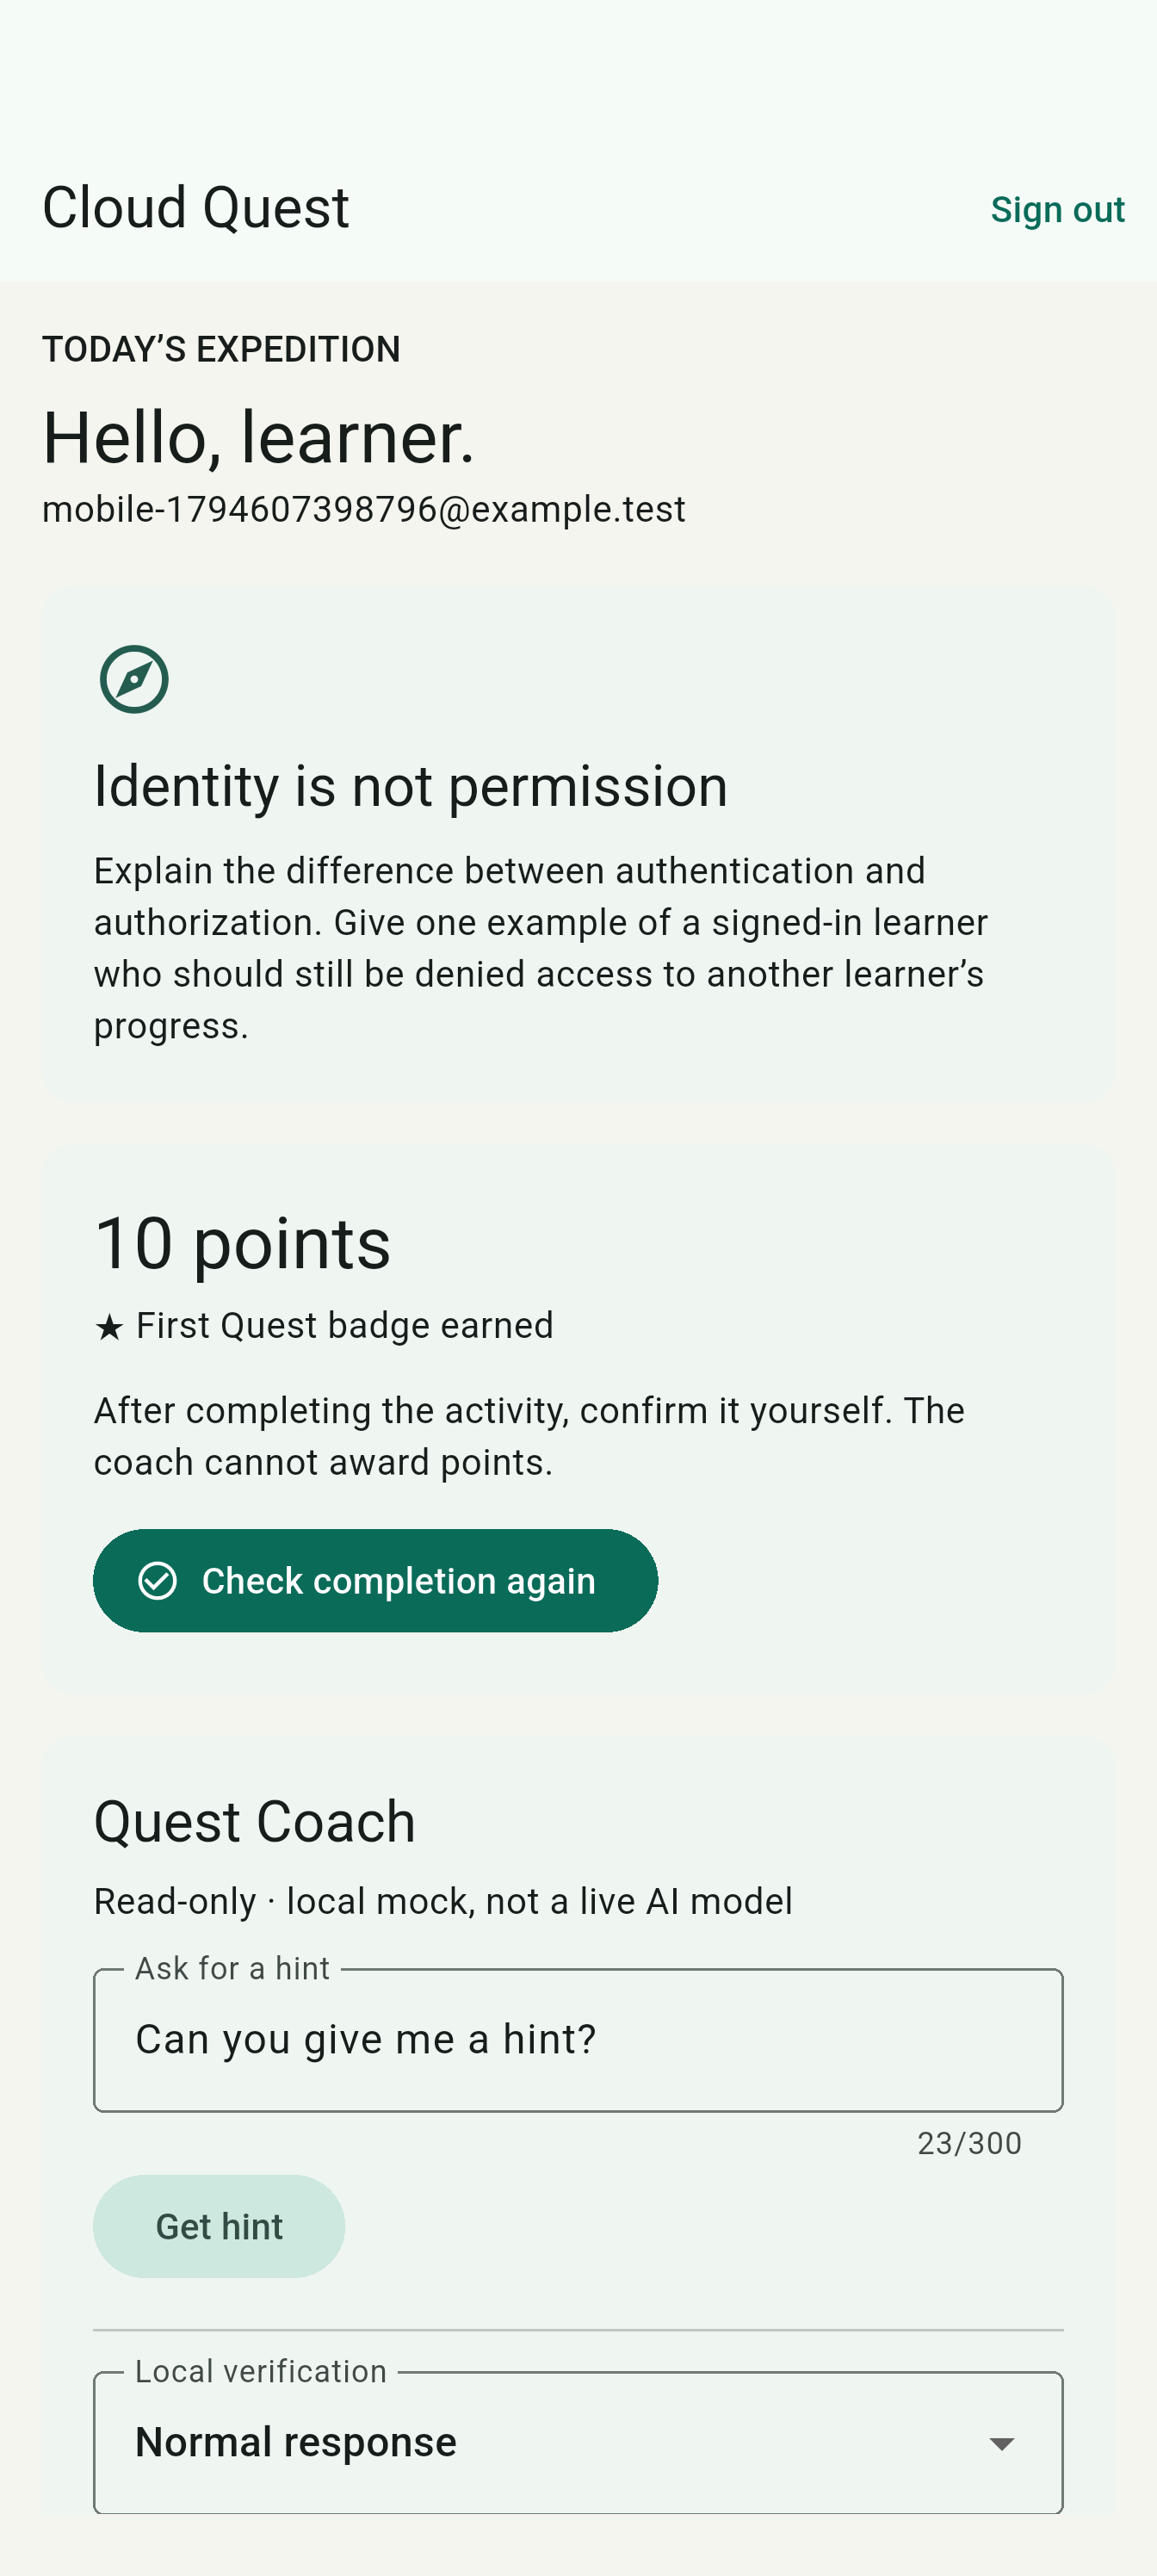 Cloud Quest
Sign out
TODAY’S EXPEDITION
Hello, learner.
mobile-1794607398796@example.test
Identity is not permission
Explain the difference between authentication and
authorization. Give one example of a signed-in learner
who should still be denied access to another learner’s
progress.
10 points
★ First Quest badge earned
After completing the activity, confirm it yourself. The
coach cannot award points.
Check completion again
Quest Coach
Read-only · local mock, not a live AI model
Ask for a hint
Can you give me a hint?
23/300
Get hint
Local verification
Normal response